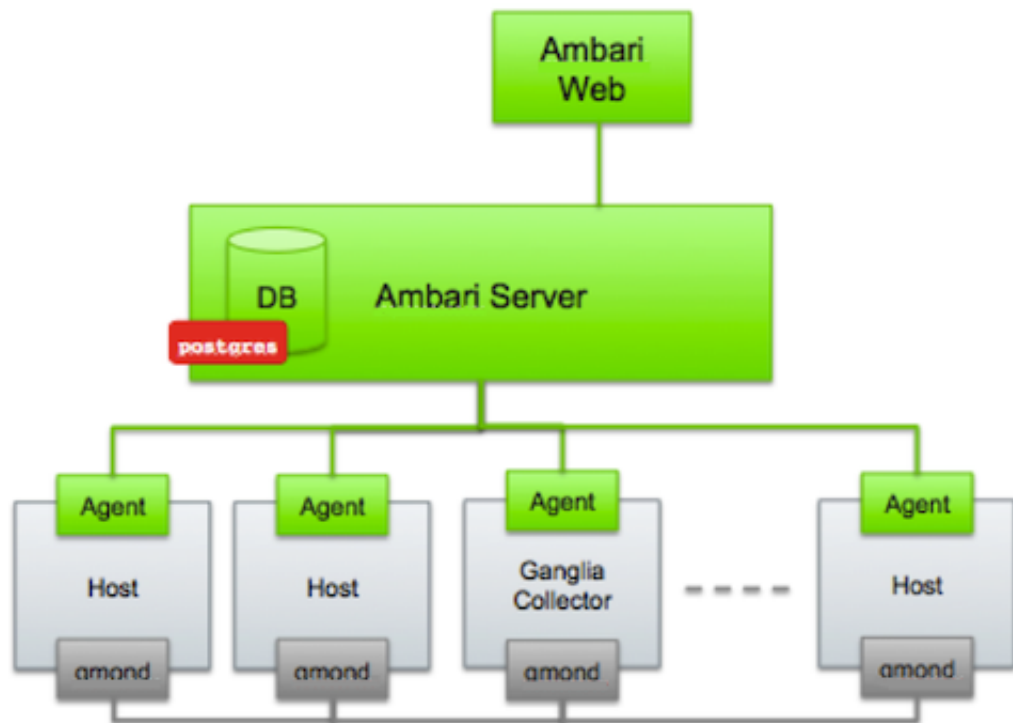 Ambari
Web
DB
Ambari Server
postgres
Agent
Agent
Agent
Agent
Host
Host
Ganglia
Collector
Host
gmond
gmond
gmond
gmond